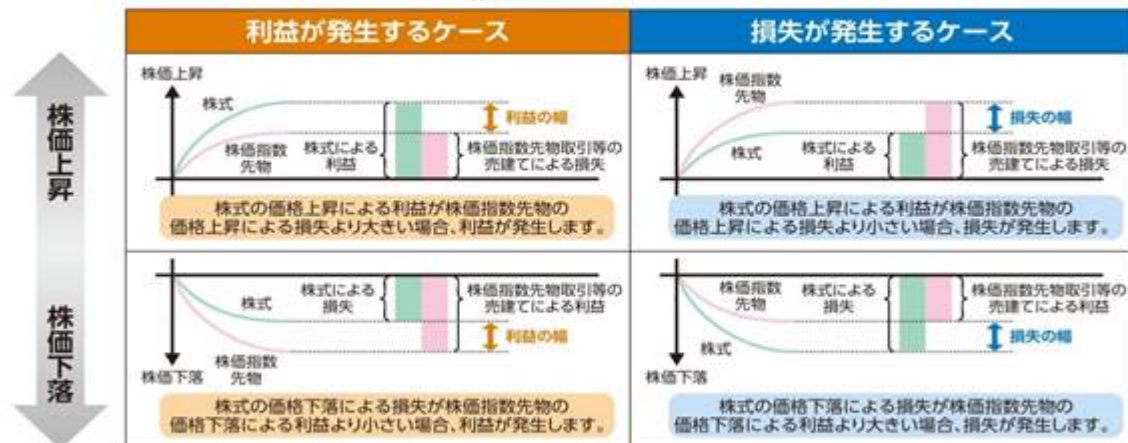 利益が発生するケース
損失が発生するケース
株価上昇
株価下落
株価上昇
株式
株価指数
先物
株式による
利益
利益の幅
株価指数先物取引等の
売建てによる損失
株式の価格上昇による利益が株価指数先物の
価格上昇による損失より大きい場合、利益が発生します。
株価上昇
株価指数
先物
株式
株式による
利益
損失の幅
株価指数先物取引等の
売建てによる損失
株式の価格上昇による利益が株価指数先物の
価格上昇による損失より小さい場合、損失が発生します。
株式
株式による
損失
株価指数先物取引等の
売建てによる利益
利益の幅
株価指数
先物
株価下落
株式の価格下落による損失が株価指数先物の
価格下落による利益より小さい場合、利益が発生します。
株価指数
先物
株式による
損失
株価指数先物取引等の
売建てによる利益
損失の幅
株式
株価下落
株式の価格下落による損失が株価指数先物の
価格下落による利益より大きい場合、損失が発生します。